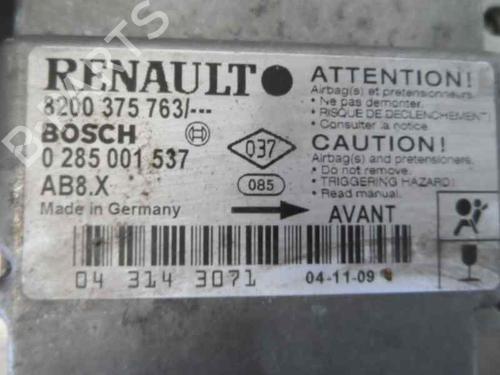 RENAULT
8200 375 763/---
BOSCH
0 285 001 537
AB8.X
Made in Germany
037
085
AVANT
ATTENTION!
Airbag(s) et pretensionneurs
• Ne pas demonter.
• RISQUE DE DECLENCHEMENT
• Consulter la notice.
CAUTION!
Airbag(s) and pretensioners.
• Do not remove.
• TRIGGERING HAZARD!
• Read manual.
04 314 3071
04-11-09